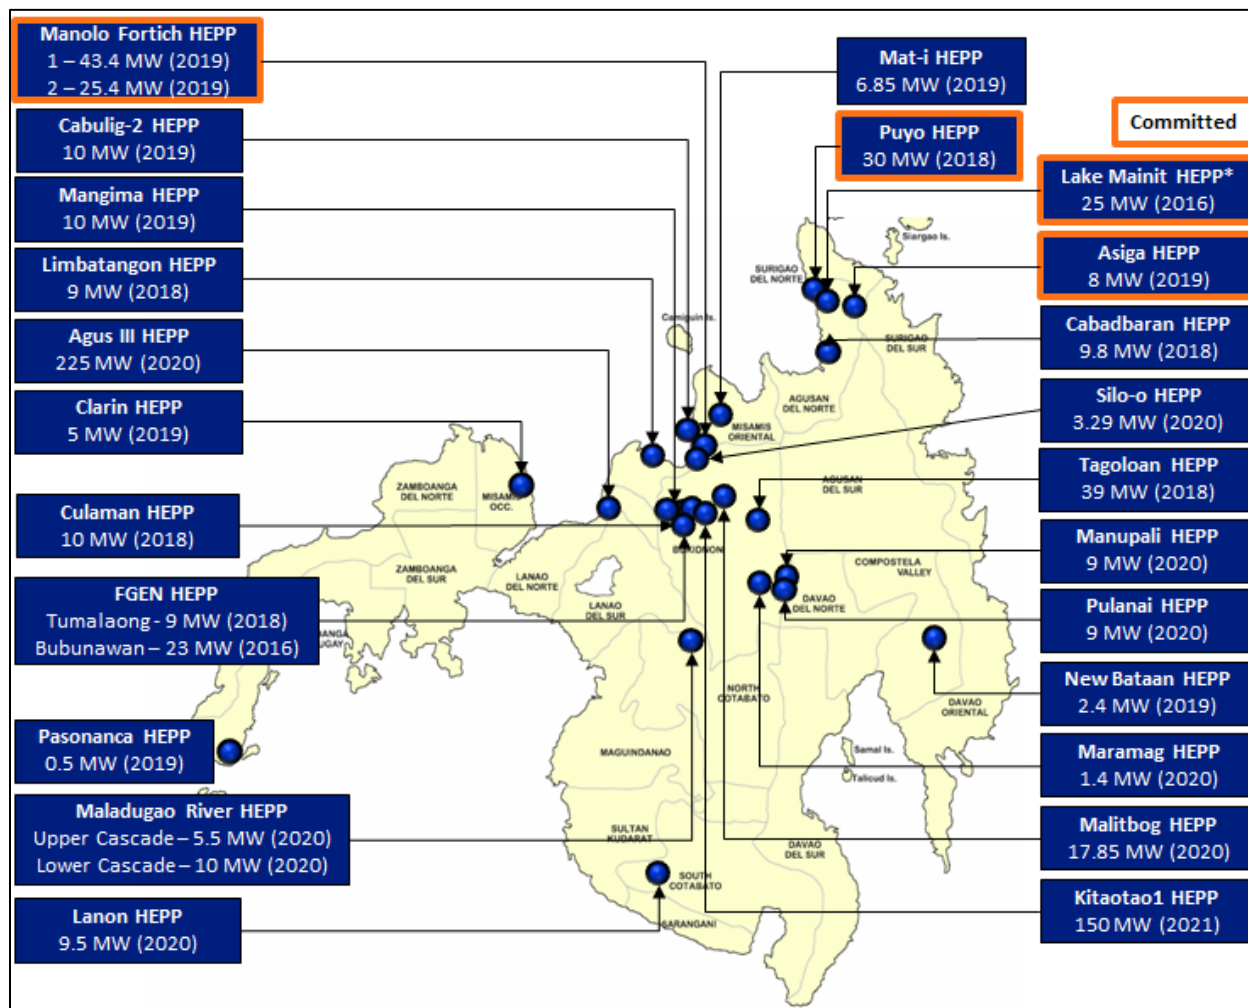 Manolo Fortich HEPP
1 – 43.4 MW (2019)
2 – 25.4 MW (2019)
Cabulig-2 HEPP
10 MW (2019)
Mangima HEPP
10 MW (2019)
Limbatangon HEPP
9 MW (2018)
Agus III HEPP
225 MW (2020)
Clarin HEPP
5 MW (2019)
Culaman HEPP
10 MW (2018)
FGEN HEPP
Tumalaong - 9 MW (2018)
Bubunawan – 23 MW (2016)
Pasonanca HEPP
0.5 MW (2019)
Maladugao River HEPP
Upper Cascade – 5.5 MW (2020)
Lower Cascade – 10 MW (2020)
Lanon HEPP
9.5 MW (2020)
Mat-i HEPP
6.85 MW (2019)
Puyo HEPP
30 MW (2018)
Committed
Lake Mainit HEPP*
25 MW (2016)
Asiga HEPP
8 MW (2019)
Cabadbaran HEPP
9.8 MW (2018)
Silo-o HEPP
3.29 MW (2020)
Tagoloan HEPP
39 MW (2018)
Manupali HEPP
9 MW (2020)
Pulanai HEPP
9 MW (2020)
New Bataan HEPP
2.4 MW (2019)
Maramag HEPP
1.4 MW (2020)
Malitbog HEPP
17.85 MW (2020)
Kitaotao1 HEPP
150 MW (2021)
Siargao Is.
SURIGAO
DEL NORTE
Camiguin Is.
SURIGAO
DEL SUR
AGUSAN
DEL NORTE
MISAMIS
ORIENTAL
AGUSAN
DEL SUR
ZAMBOANGA
DEL NORTE
MISAMIS
OCC.
ZAMBOANGA
DEL SUR
LANAO
DEL NORTE
LANAO
DEL SUR
COMPOSTELA
VALLEY
DAVAO
DEL NORTE
NORTH
COTABATO
DAVAO
ORIENTAL
MAGUINDANAO
Samal Is.
Talicud Is.
SULTAN
KUDARAT
DAVAO
DEL SUR
SOUTH
COTABATO
SARANGANI